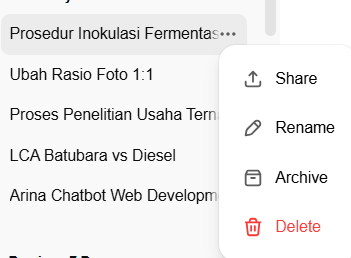 Prosedur Inokulasi Fermentas
Share
Ubah Rasio Foto 1:1
Rename
Proses Penelitian Usaha Tern
LCA Batubara vs Diesel
Archive
Arina Chatbot Web Developm
Delete